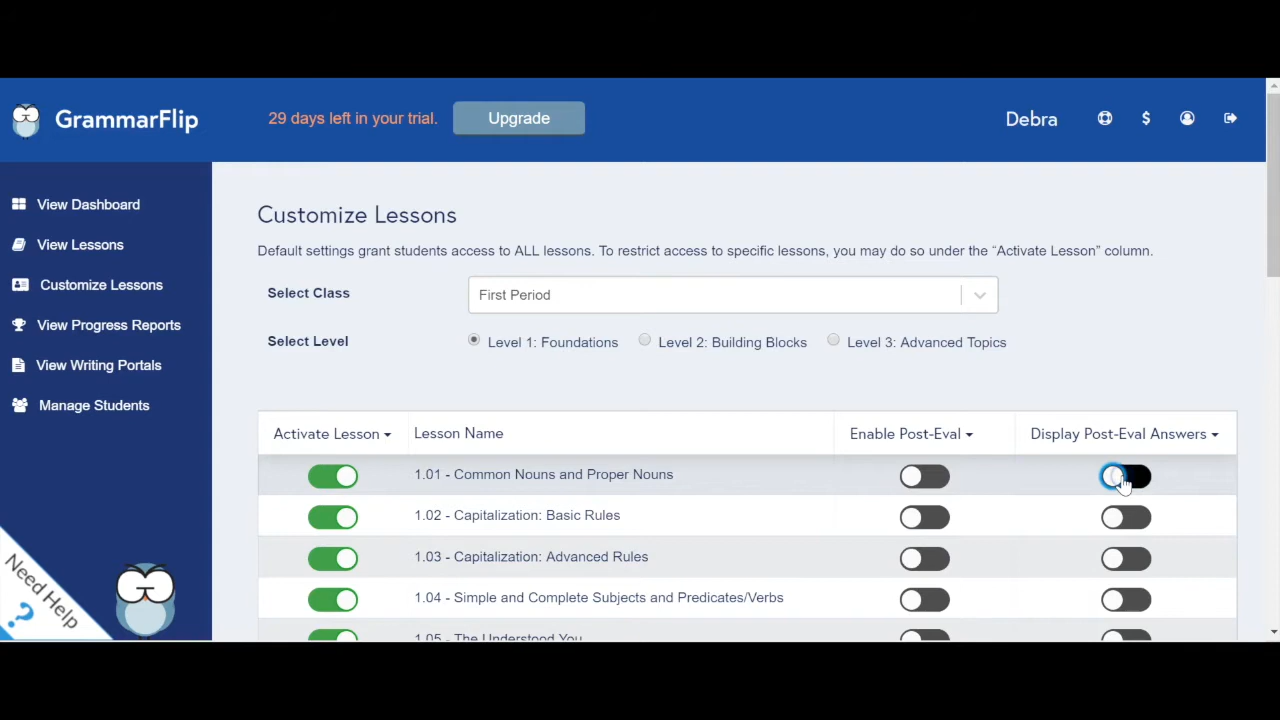 GrammarFlip
29 days left in your trial.
Upgrade
Debra
$
View Dashboard
View Lessons
Customize Lessons
View Progress Reports
View Writing Portals
Manage Students
Need Help
?
Customize Lessons
Default settings grant students access to ALL lessons. To restrict access to specific lessons, you may do so under the “Activate Lesson” column.
Select Class
First Period
Select Level
Level 1: Foundations
Level 2: Building Blocks
Level 3: Advanced Topics
Activate Lesson
Lesson Name
Enable Post-Eval
Display Post-Eval Answers
1.01 - Common Nouns and Proper Nouns
1.02 - Capitalization: Basic Rules
1.03 - Capitalization: Advanced Rules
1.04 - Simple and Complete Subjects and Predicates/Verbs
1.05 - The Understood You